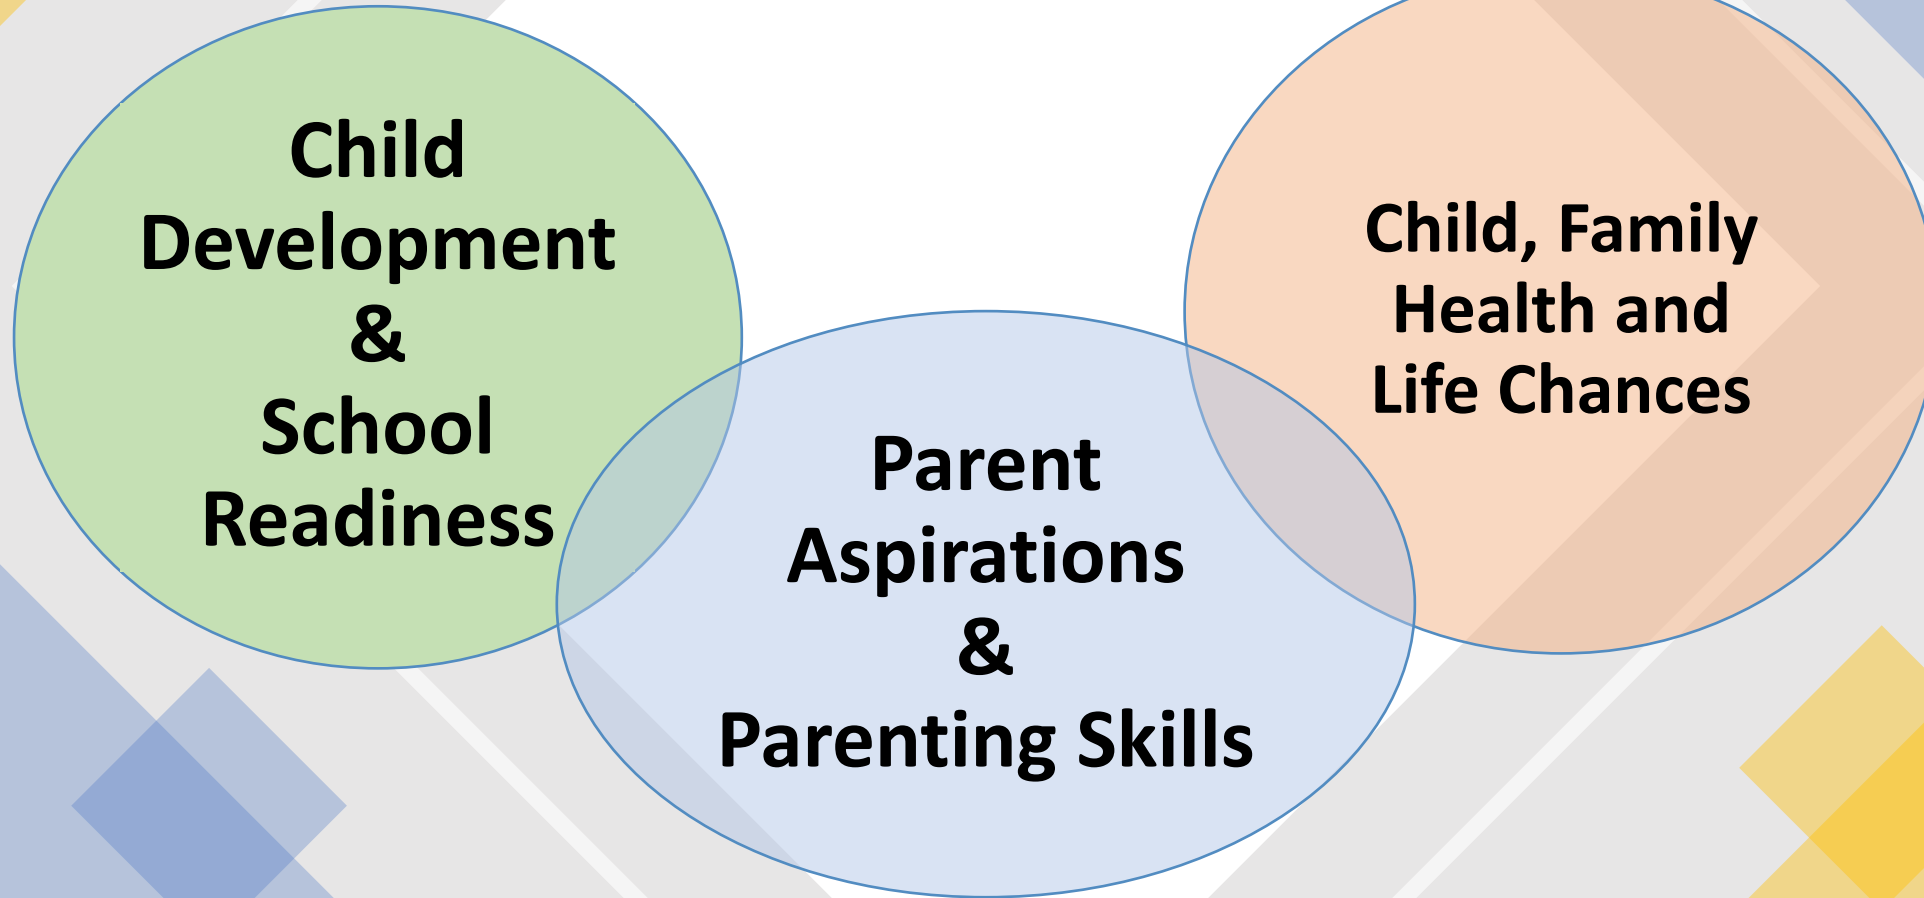 Child
Development
&
School
Readiness
Parent
Aspirations
&
Parenting Skills
Child, Family
Health and
Life Chances